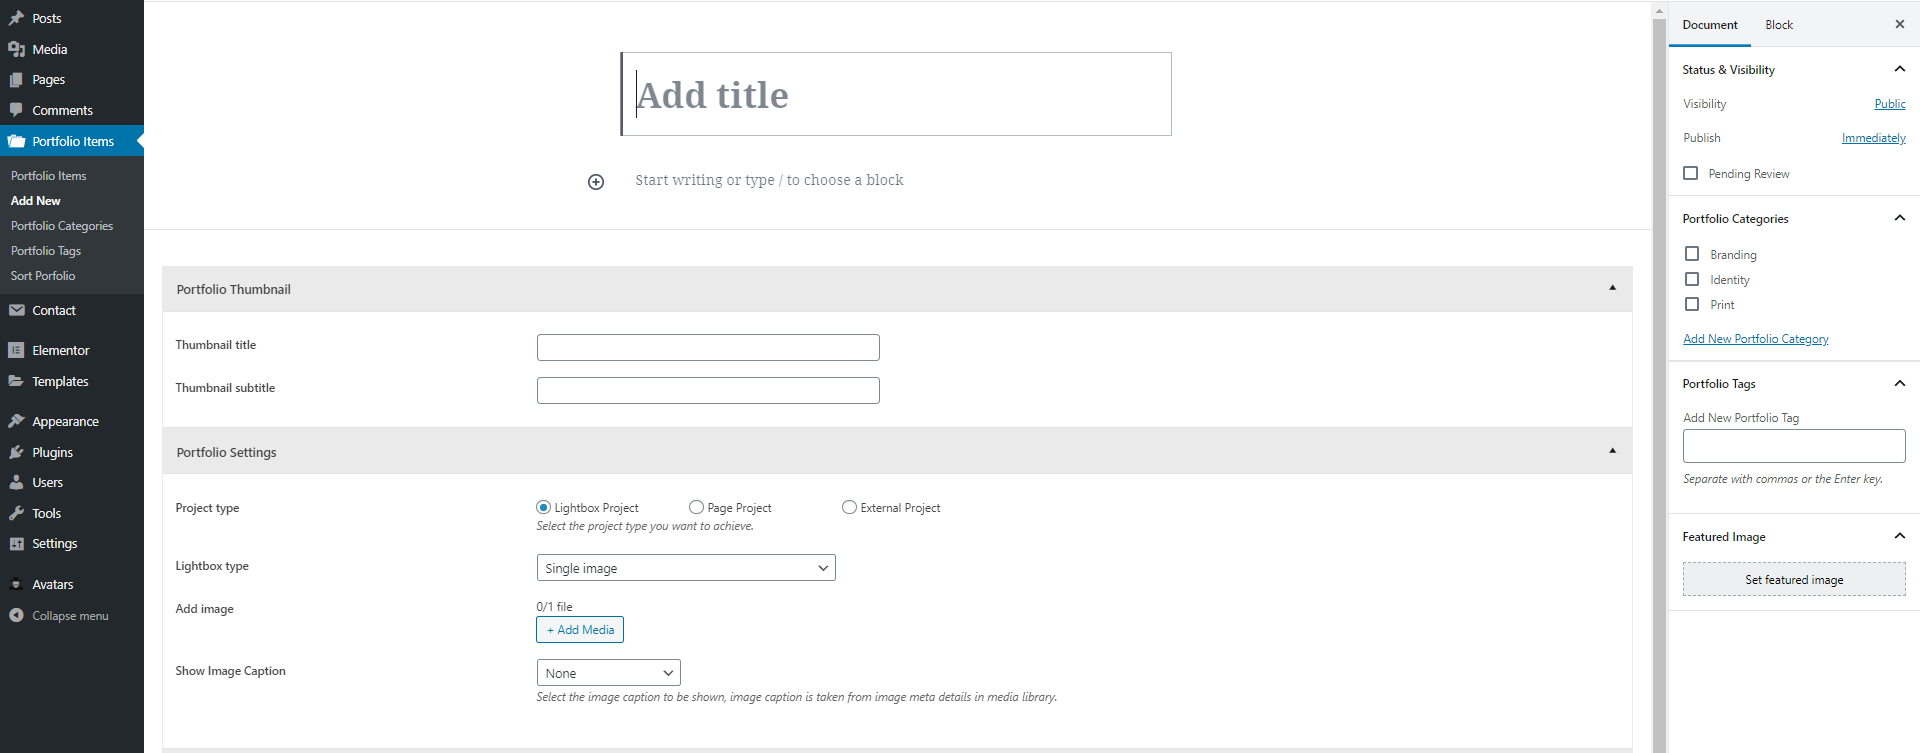 Posts
Media
Pages
Comments
Portfolio Items
Portfolio Items
Add New
Portfolio Categories
Portfolio Tags
Sort Porfolio
Contact
Elementor
Templates
Appearance
Plugins
Users
Tools
Settings
Avatars
Collapse menu
Add title
Start writing or type / to choose a block
Portfolio Thumbnail
Thumbnail title
Thumbnail subtitle
Portfolio Settings
Project type
Lightbox Project Page Project External Project
Select the project type you want to achieve.
Lightbox type Single image
Add image 0/1 file
+ Add Media
Show Image Caption None
Select the image caption to be shown, image caption is taken from image meta details in media library.
Document Block
Status & Visibility
Visibility Public
Publish Immediately
Pending Review
Portfolio Categories
Branding
Identity
Print
Add New Portfolio Category
Portfolio Tags
Add New Portfolio Tag
Separate with commas or the Enter key.
Featured Image
Set featured image